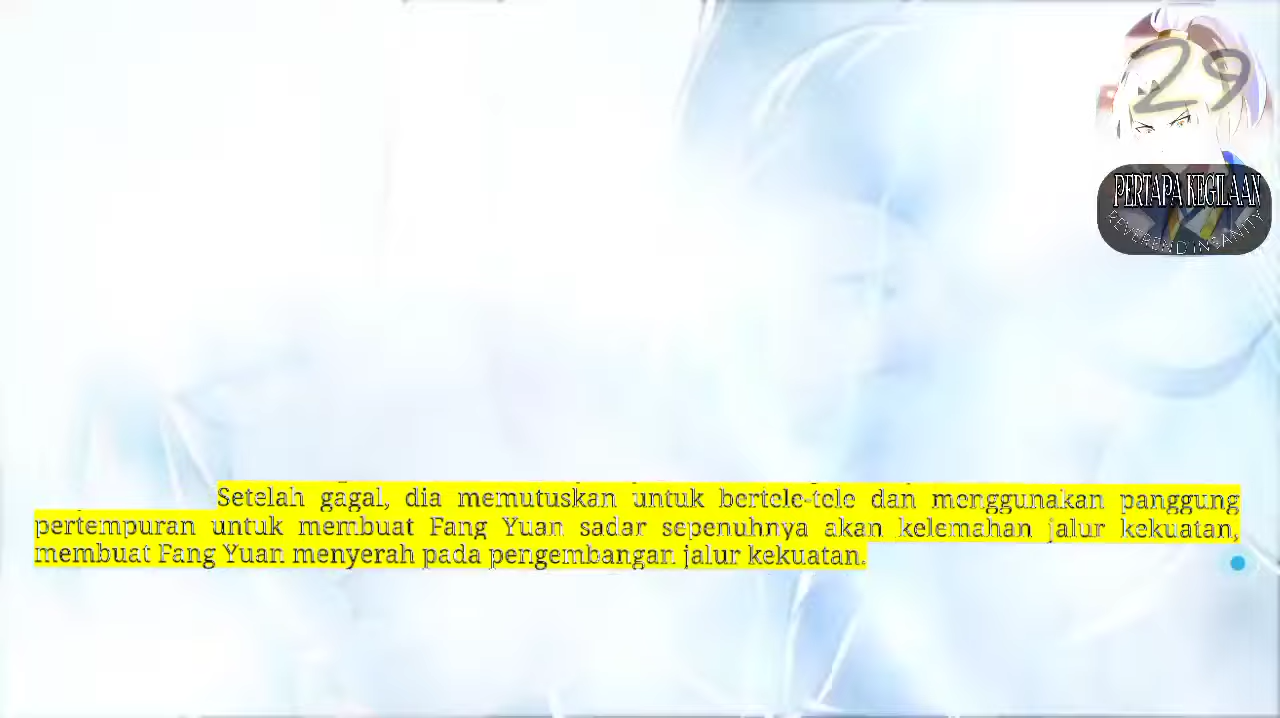 29
PERTAPA KEGILAAN
REVEREND INSANITY
Setelah gagal, dia memutuskan untuk bertele-tele dan menggunakan panggung
pertempuran untuk membuat Fang Yuan sadar sepenuhnya akan kelemahan jalur kekuatan,
membuat Fang Yuan menyerah pada pengembangan jalur kekuatan.